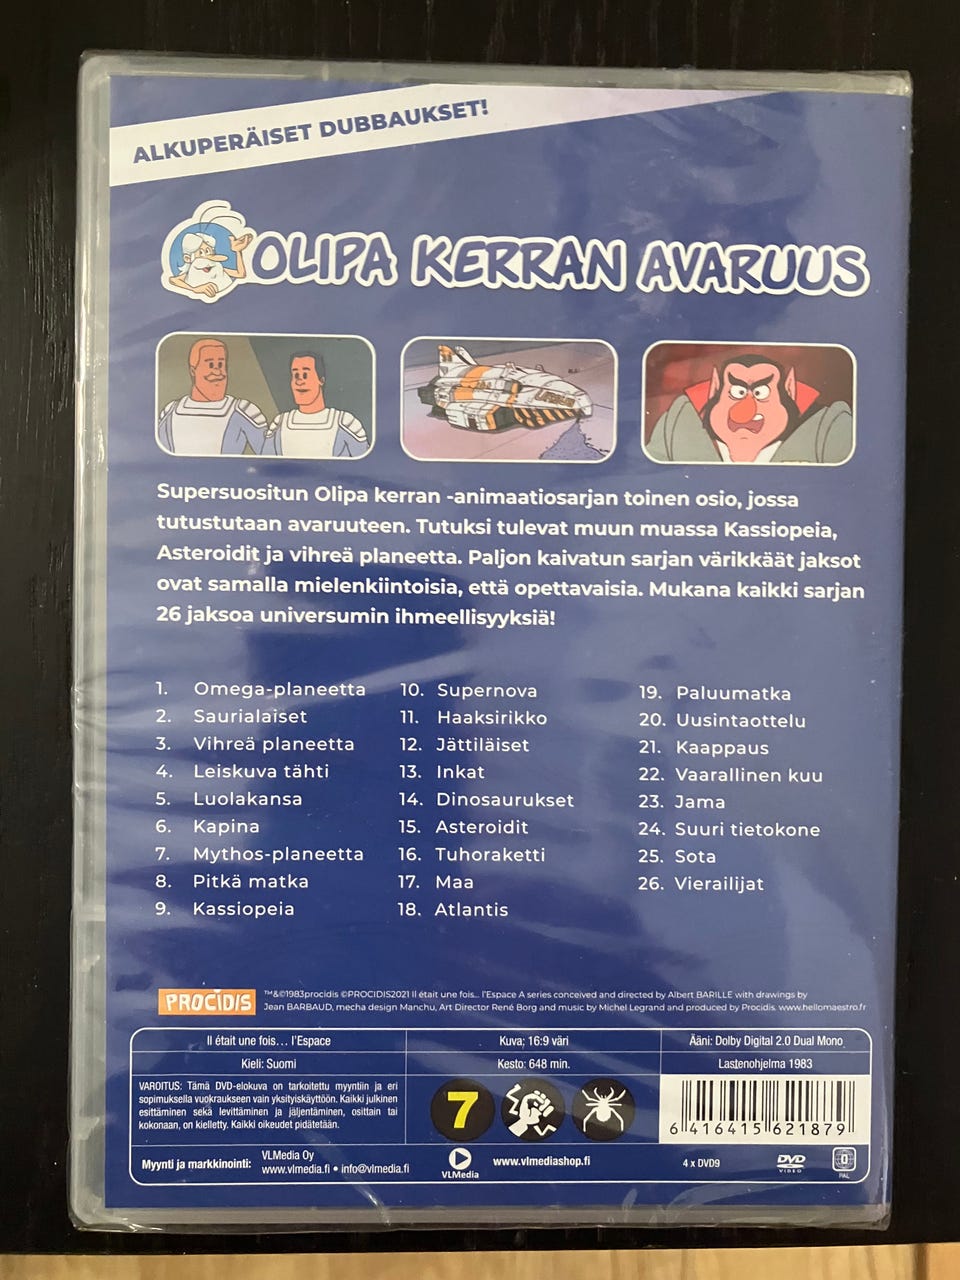 ALKUPERÄISET DUBBAUKSET!
OLIPA KERRAN AVARUUS
Supersuositun Olipa kerran -animaatiosarjan toinen osio, jossa
tutustutaan avaruuteen. Tutuksi tulevat muun muassa Kassiopeia,
Asteroidit ja vihreä planeetta. Paljon kaivatun sarjan värikkäät jaksot
ovat samalla mielenkiintoisia, että opettavaisia. Mukana kaikki sarjan
26 jaksoa universumin ihmeellisyyksiä!
1. Omega-planeetta
2. Saurialaiset
3. Vihreä planeetta
4. Leiskuva tähti
5. Luolakansa
6. Kapina
7. Mythos-planeetta
8. Pitkä matka
9. Kassiopeia
10. Supernova
11. Haaksirikko
12. Jättiläiset
13. Inkat
14. Dinosaurukset
15. Asteroidit
16. Tuhoraketti
17. Maa
18. Atlantis
19. Paluumatka
20. Uusintaottelu
21. Kaappaus
22. Vaarallinen kuu
23. Jama
24. Suuri tietokone
25. Sota
26. Vierailijat
PROCIDIS
™&©1983procidis ©PROCIDIS2021 Il était une fois... l'Espace A series conceived and directed by Albert BARILLE with drawings by
Jean BARBAUD, mecha design Manchu, Art Director René Borg and music by Michel Legrand and produced by Procidis. www.hellomaestro.fr
Il était une fois... l'Espace
Kuva: 16:9 väri
Ääni: Dolby Digital 2.0 Dual Mono
Kieli: Suomi
Kesto: 648 min.
Lastenohjelma 1983
VAROITUS: Tämä DVD-elokuva on tarkoitettu myyntiin ja eri
sopimuksella vuokraukseen vain yksityiskäyttöön. Kaikki julkinen
esittäminen sekä levittäminen ja jäljentäminen, osittain tai
kokonaan, on kielletty. Kaikki oikeudet pidätetään.
7
6 416415 621879
Myynti ja markkinointi:
VLMedia Oy
www.vlmedia.fi • info@vlmedia.fi
VLMedia
www.vlmediashop.fi
4 x DVD9
DVD
VIDEO
0
PAL